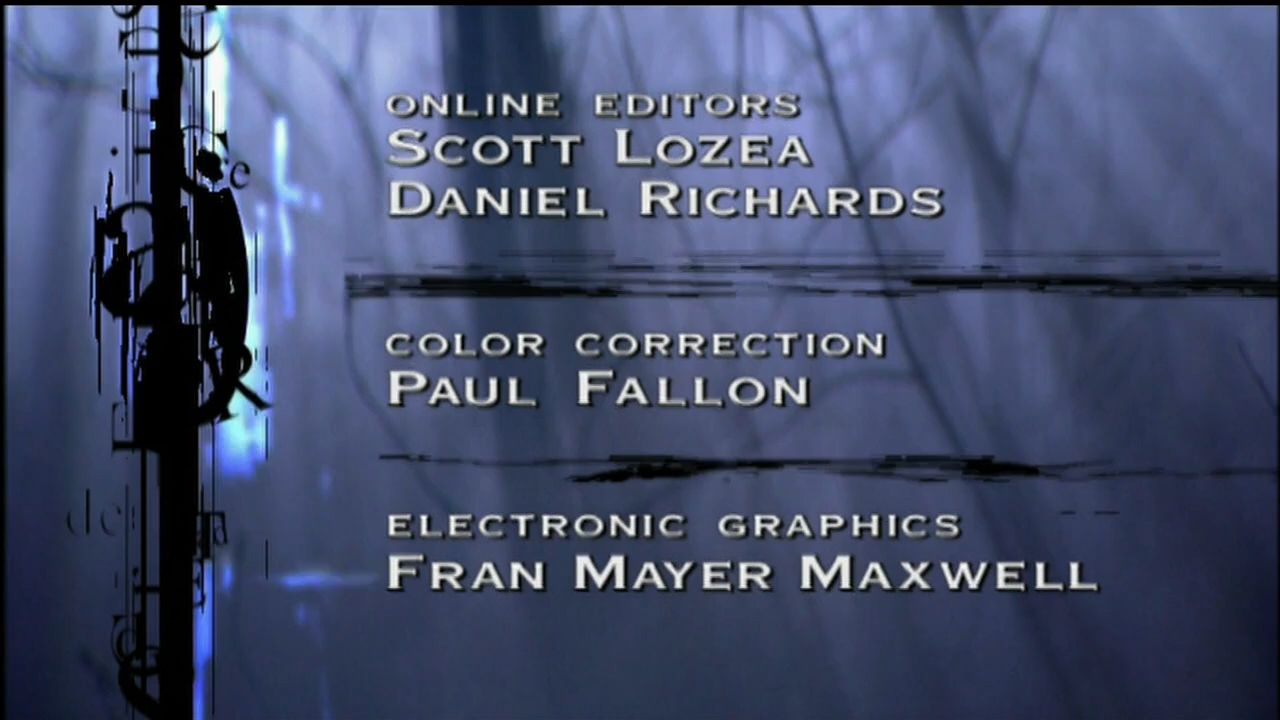 ONLINE EDITORS
SCOTT LOZEA
DANIEL RICHARDS
COLOR CORRECTION
PAUL FALLON
ELECTRONIC GRAPHICS
FRAN MAYER MAXWELL